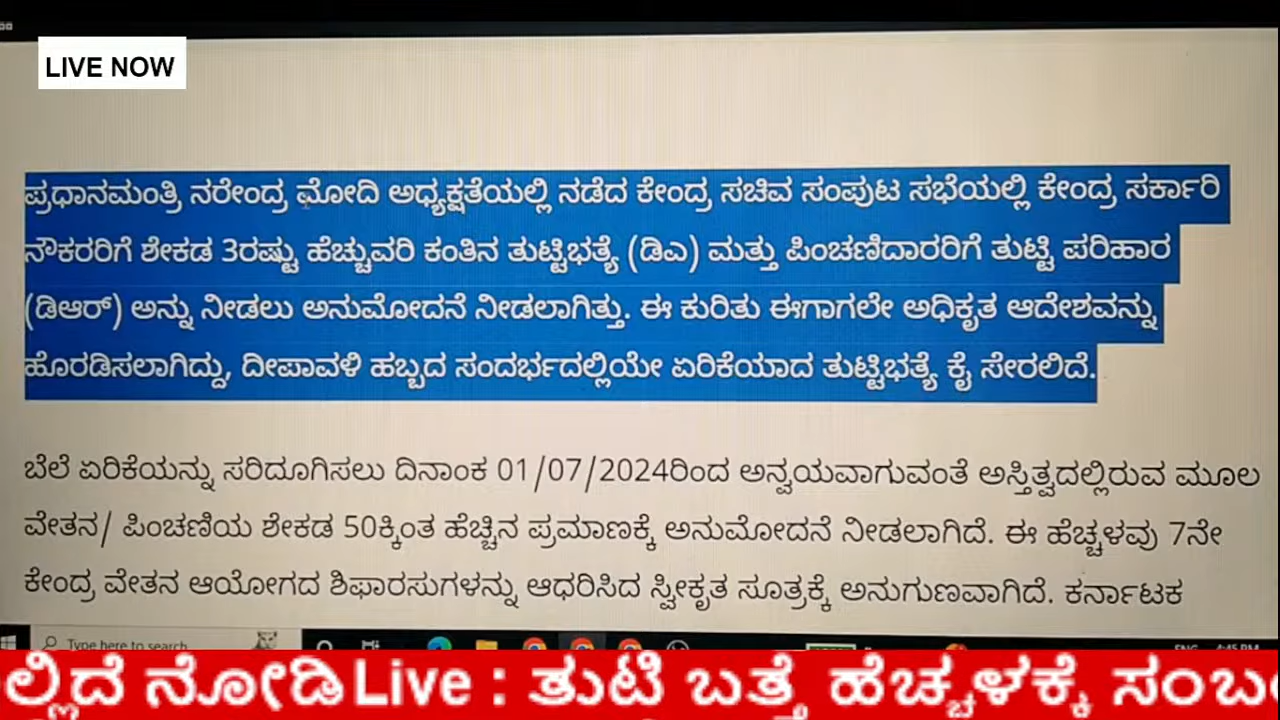 LIVE NOW
ಪ್ರಧಾನಮಂತ್ರಿ ನರೇಂದ್ರ ಮೋದಿ ಅಧ್ಯಕ್ಷತೆಯಲ್ಲಿ ನಡೆದ ಕೇಂದ್ರ ಸಚಿವ ಸಂಪುಟ ಸಭೆಯಲ್ಲಿ ಕೇಂದ್ರ ಸರ್ಕಾರಿ
ನೌಕರರಿಗೆ ಶೇಕಡ 3ರಷ್ಟು ಹೆಚ್ಚುವರಿ ಕಂತಿನ ತುಟ್ಟಿಭತ್ಯೆ (ಡಿಎ) ಮತ್ತು ಪಿಂಚಣಿದಾರರಿಗೆ ತುಟ್ಟಿ ಪರಿಹಾರ
(ಡಿಆರ್) ಅನ್ನು ನೀಡಲು ಅನುಮೋದನೆ ನೀಡಲಾಗಿತ್ತು. ಈ ಕುರಿತು ಈಗಾಗಲೇ ಅಧಿಕೃತ ಆದೇಶವನ್ನು
ಹೊರಡಿಸಲಾಗಿದ್ದು, ದೀಪಾವಳಿ ಹಬ್ಬದ ಸಂದರ್ಭದಲ್ಲಿಯೇ ಏರಿಕೆಯಾದ ತುಟ್ಟಿಭತ್ಯೆ ಕೈ ಸೇರಲಿದೆ.
ಬೆಲೆ ಏರಿಕೆಯನ್ನು ಸರಿದೂಗಿಸಲು ದಿನಾಂಕ 01/07/2024ರಿಂದ ಅನ್ವಯವಾಗುವಂತೆ ಅಸ್ತಿತ್ವದಲ್ಲಿರುವ ಮೂಲ
ವೇತನ/ ಪಿಂಚಣಿಯ ಶೇಕಡ 50ಕ್ಕಿಂತ ಹೆಚ್ಚಿನ ಪ್ರಮಾಣಕ್ಕೆ ಅನುಮೋದನೆ ನೀಡಲಾಗಿದೆ. ಈ ಹೆಚ್ಚಳವು 7ನೇ
ಕೇಂದ್ರ ವೇತನ ಆಯೋಗದ ಶಿಫಾರಸುಗಳನ್ನು ಆಧರಿಸಿದ ಸ್ವೀಕೃತ ಸೂತ್ರಕ್ಕೆ ಅನುಗುಣವಾಗಿದೆ. ಕರ್ನಾಟಕ
Type here to search
ಲ್ಲಿದೆ ನೋಡಿ Live : ತುಟಿ ಬತ್ತೆ ಹೆಚ್ಚಳಕ್ಕೆ ಸಂಬಂ